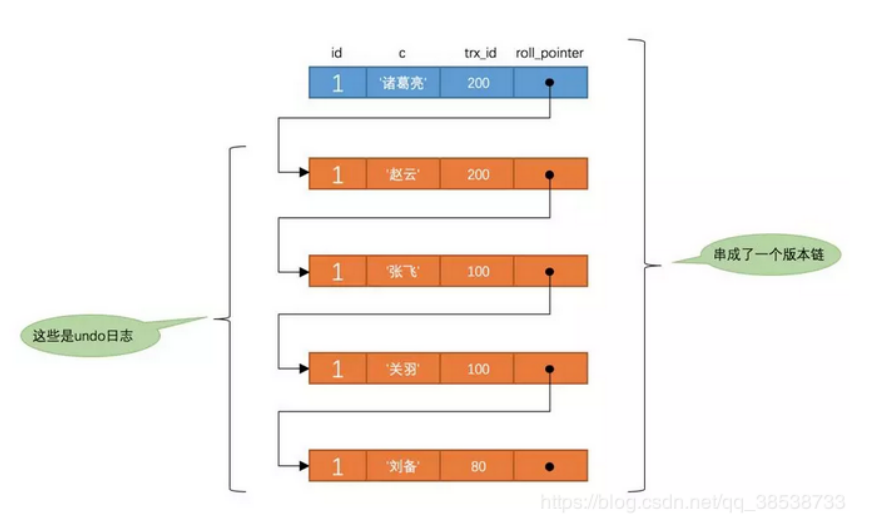 id c trx_id roll_pointer
1 '诸葛亮' 200
1 '赵云' 200
串成了一个版本链
1 '张飞' 100
这些是undo日志
1 '关羽' 100
1 '刘备' 80
https://blog.csdn.net/qq_38538733